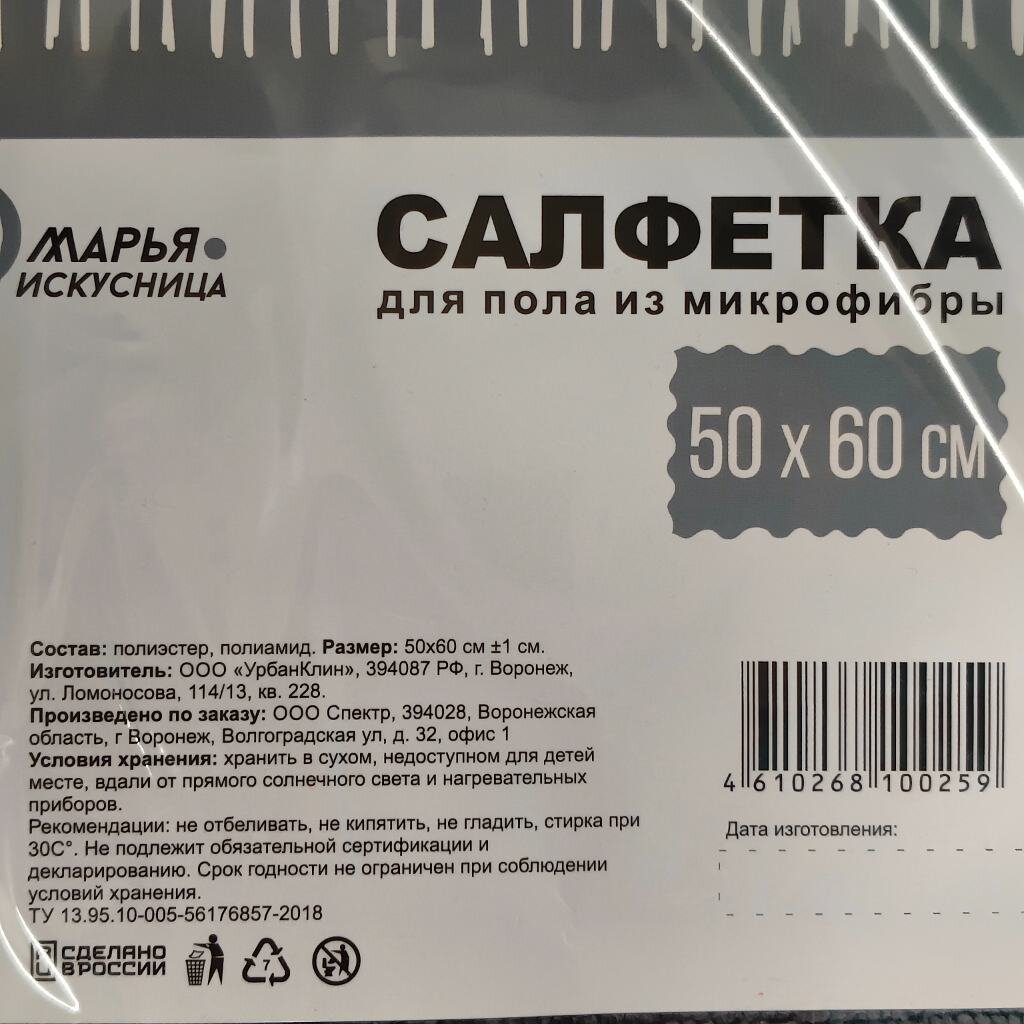 МАРЬЯ
ИСКУСНИЦА
САЛФЕТКА
для пола из микрофибры
50 х 60 см
Состав: полиэстер, полиамид. Размер: 50х60 см ±1 см.
Изготовитель: ООО «УрбанКлин», 394087 РФ, г. Воронеж,
ул. Ломоносова, 114/13, кв. 228.
Произведено по заказу: ООО Спектр, 394028, Воронежская
область, г Воронеж, Волгоградская ул, д. 32, офис 1
Условия хранения: хранить в сухом, недоступном для детей
месте, вдали от прямого солнечного света и нагревательных
приборов.
Рекомендации: не отбеливать, не кипятить, не гладить, стирка при
30С°. Не подлежит обязательной сертификации и
декларированию. Срок годности не ограничен при соблюдении
условий хранения.
ТУ 13.95.10-005-56176857-2018
СДЕЛАНО
В РОССИИ
7
4 610268 100259
Дата изготовления: